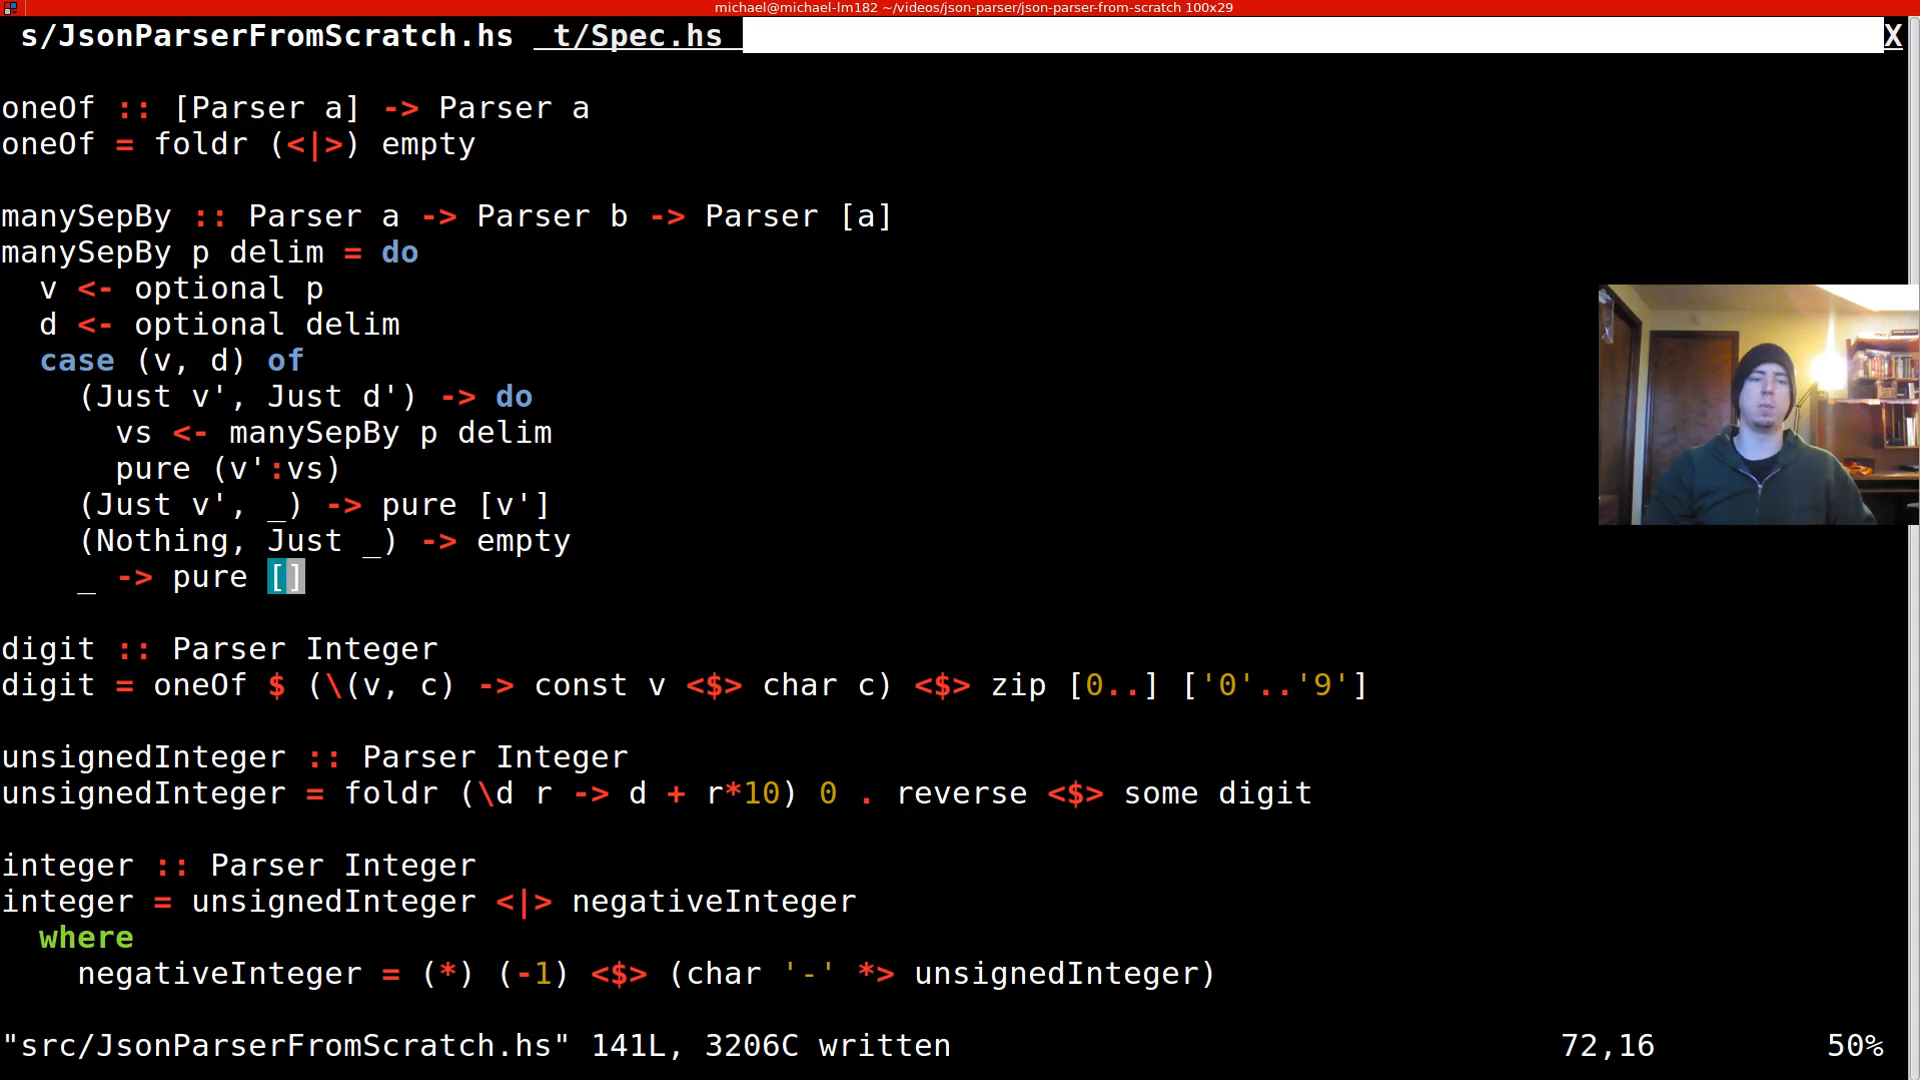 michael@michael-lm182 ~/videos/json-parser/json-parser-from-scratch 100x29
s/JsonParserFromScratch.hs  t/Spec.hs  X
oneOf :: [Parser a] -> Parser a
oneOf = foldr (<|>) empty
manySepBy :: Parser a -> Parser b -> Parser [a]
manySepBy p delim = do
  v <- optional p
  d <- optional delim
  case (v, d) of
    (Just v', Just d') -> do
      vs <- manySepBy p delim
      pure (v':vs)
    (Just v', _) -> pure [v']
    (Nothing, Just _) -> empty
    _ -> pure []
digit :: Parser Integer
digit = oneOf $ (\(v, c) -> const v <$> char c) <$> zip [0..] ['0'..'9']
unsignedInteger :: Parser Integer
unsignedInteger = foldr (\d r -> d + r*10) 0 . reverse <$> some digit
integer :: Parser Integer
integer = unsignedInteger <|> negativeInteger
  where
    negativeInteger = (*) (-1) <$> (char '-' *> unsignedInteger)
"src/JsonParserFromScratch.hs" 141L, 3206C written 72,16 50%